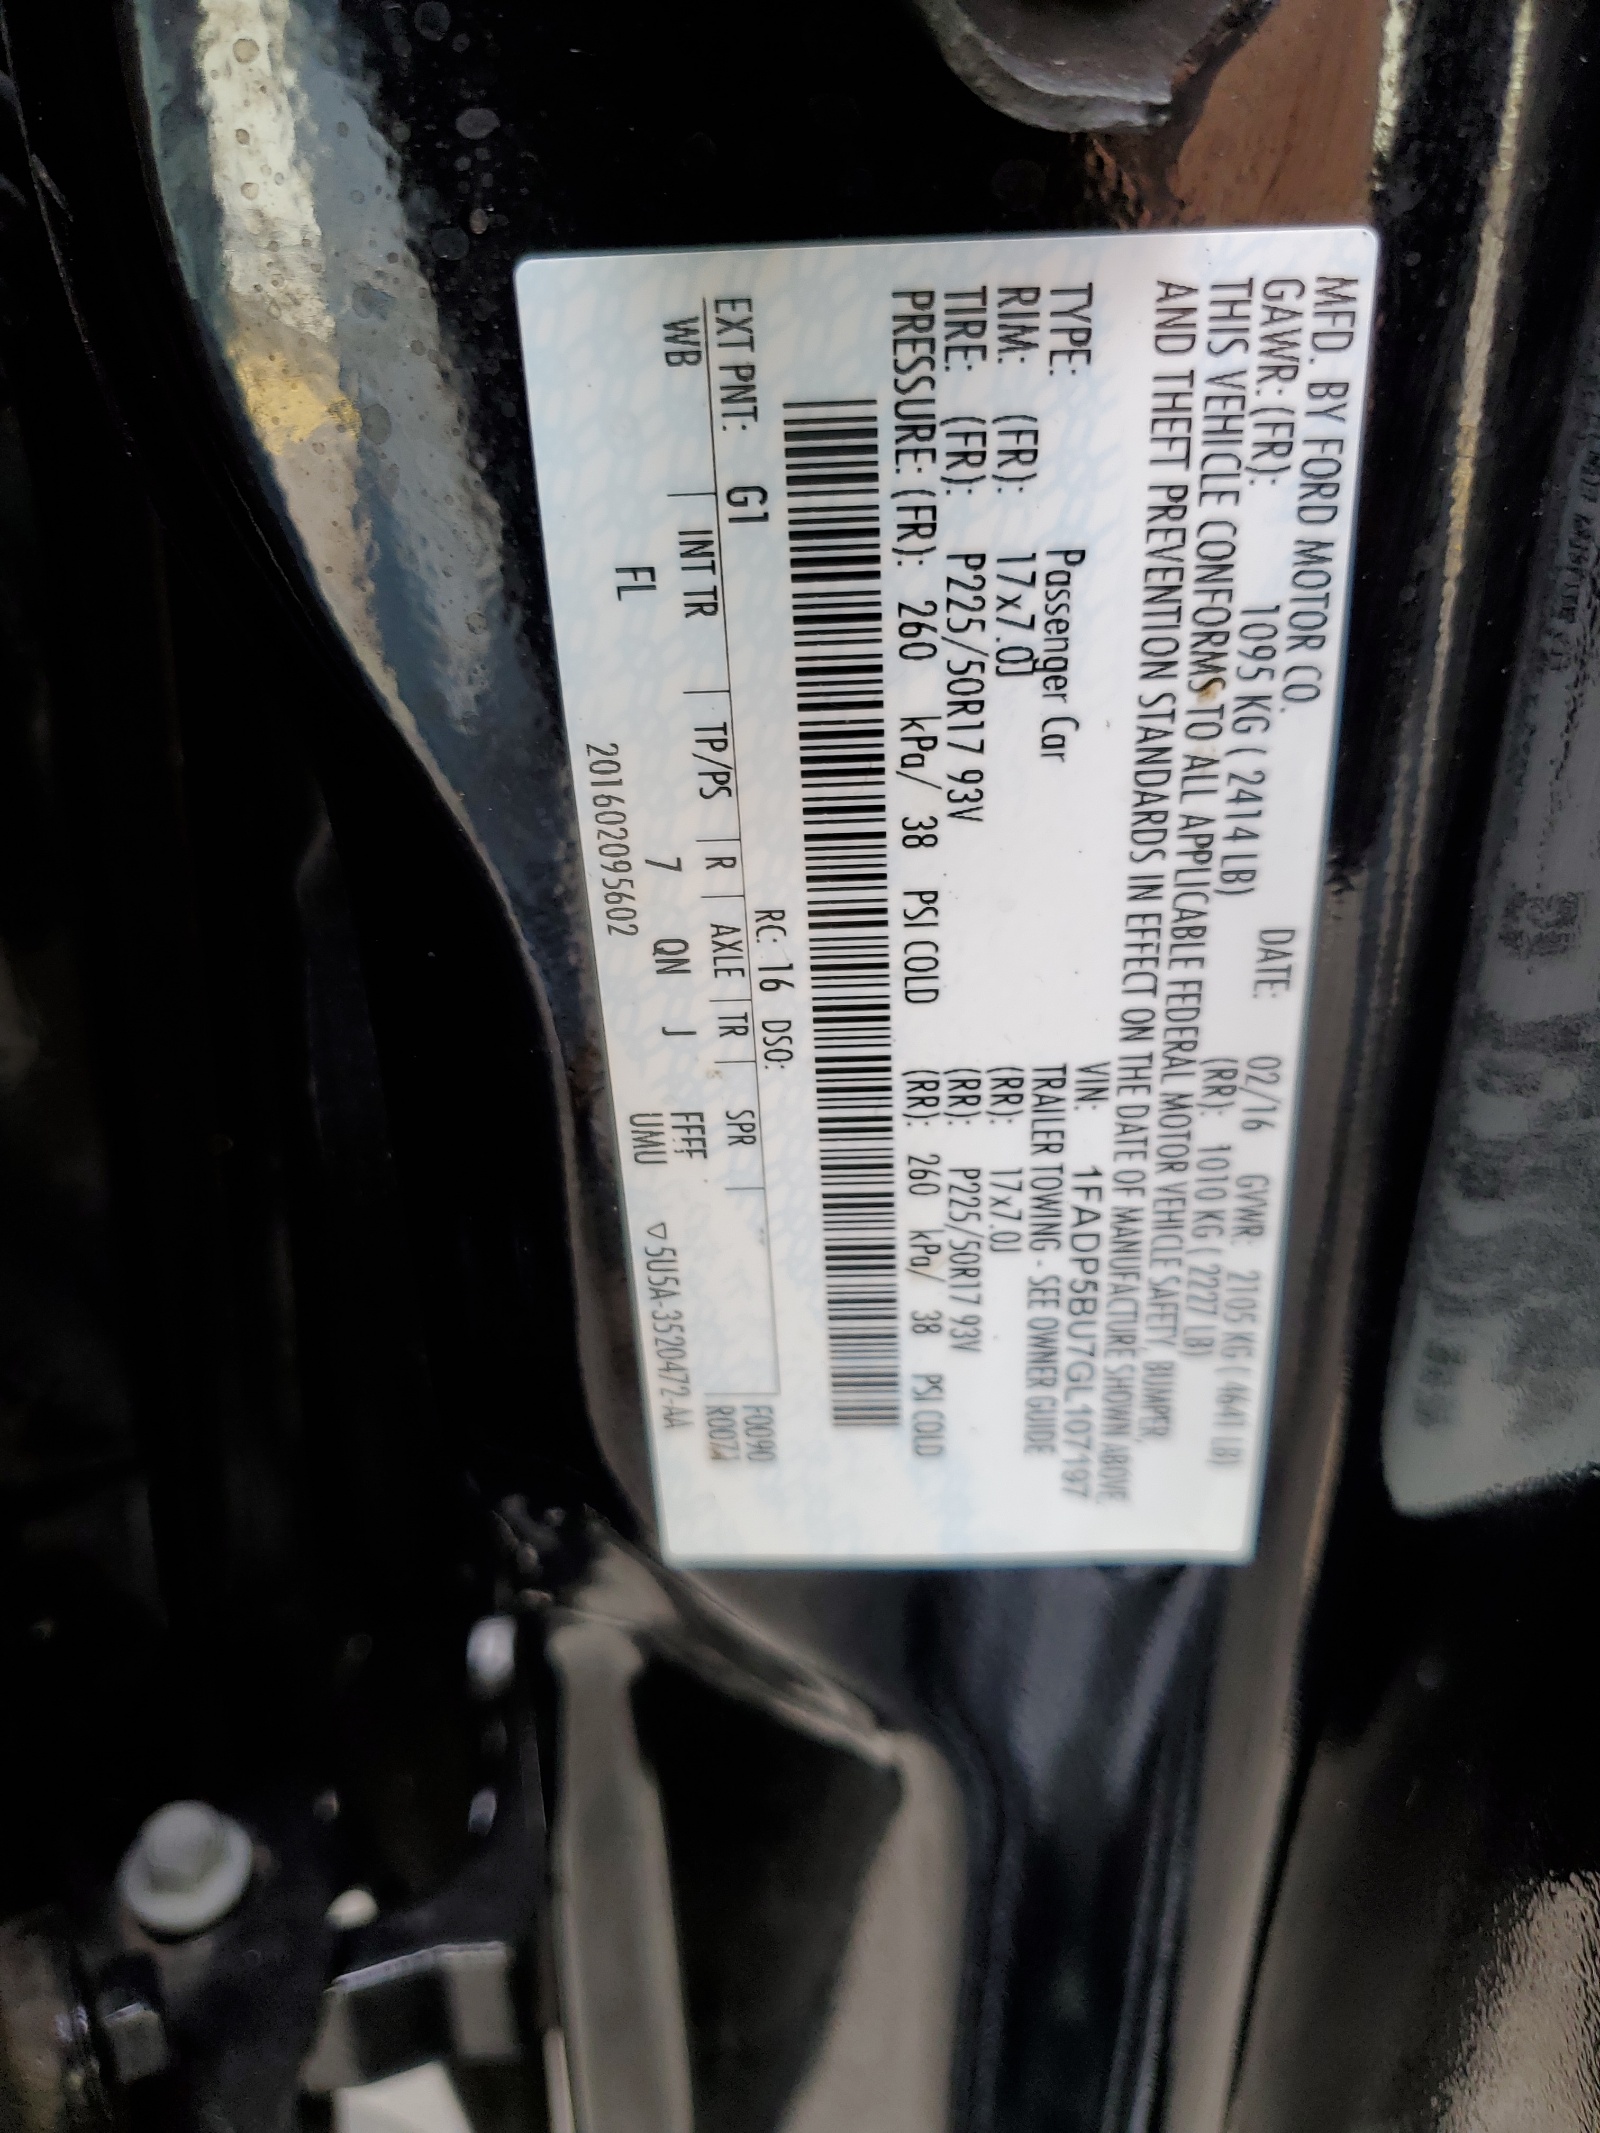 MFD. BY FORD MOTOR CO.
DATE: 02/16 GVWR: 2105 KG ( 4641 LB)
GAWR: (FR): 1095 KG ( 2414 LB) (RR): 1010 KG ( 2227 LB)
THIS VEHICLE CONFORMS TO ALL APPLICABLE FEDERAL MOTOR VEHICLE SAFETY, BUMPER,
AND THEFT PREVENTION STANDARDS IN EFFECT ON THE DATE OF MANUFACTURE SHOWN ABOVE.
VIN: 1FADP5BU7GL107197
TYPE: Passenger Car TRAILER TOWING - SEE OWNER GUIDE
RIM: (FR): 17x7.0J (RR): 17x7.0J
TIRE: (FR): P225/50R17 93V (RR): P225/50R17 93V
PRESSURE: (FR): 260 kPa/ 38 PSI COLD (RR): 260 kPa/ 38 PSI COLD
F0090
EXT PNT: G1 RC: 16 DSO:
WB INT TR TP/PS R AXLE TR SPR
FL 7 QN J FFFF
201602095602 UMU ▽5U5A-3520472-AA